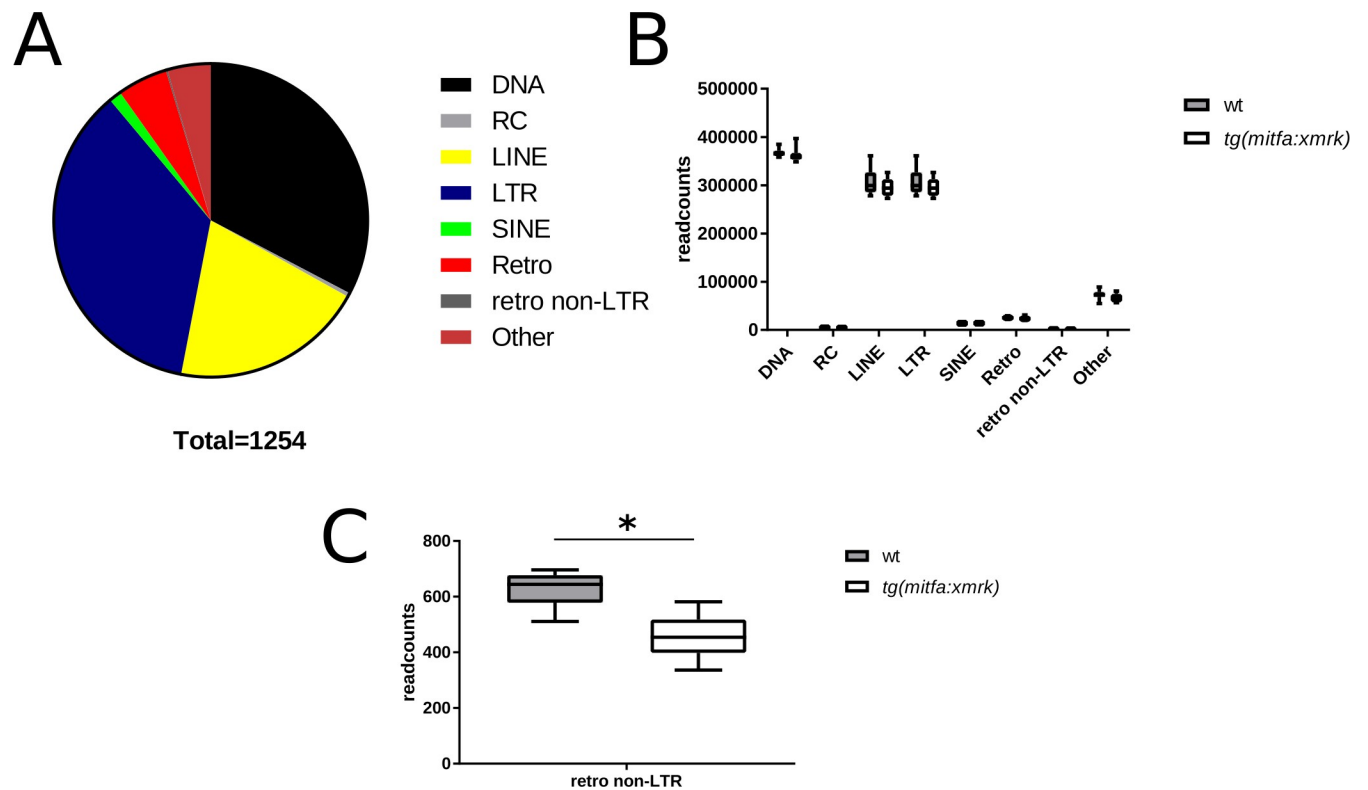 A
DNA
RC
LINE
LTR
SINE
Retro
retro non-LTR
Other
Total=1254
B
500000
400000
300000
200000
100000
0
readcounts
DNA
RC
LINE
LTR
SINE
Retro
retro non-LTR
Other
wt
tg(mitfa:xmrk)
C
*
800
600
400
200
0
readcounts
retro non-LTR
wt
tg(mitfa:xmrk)